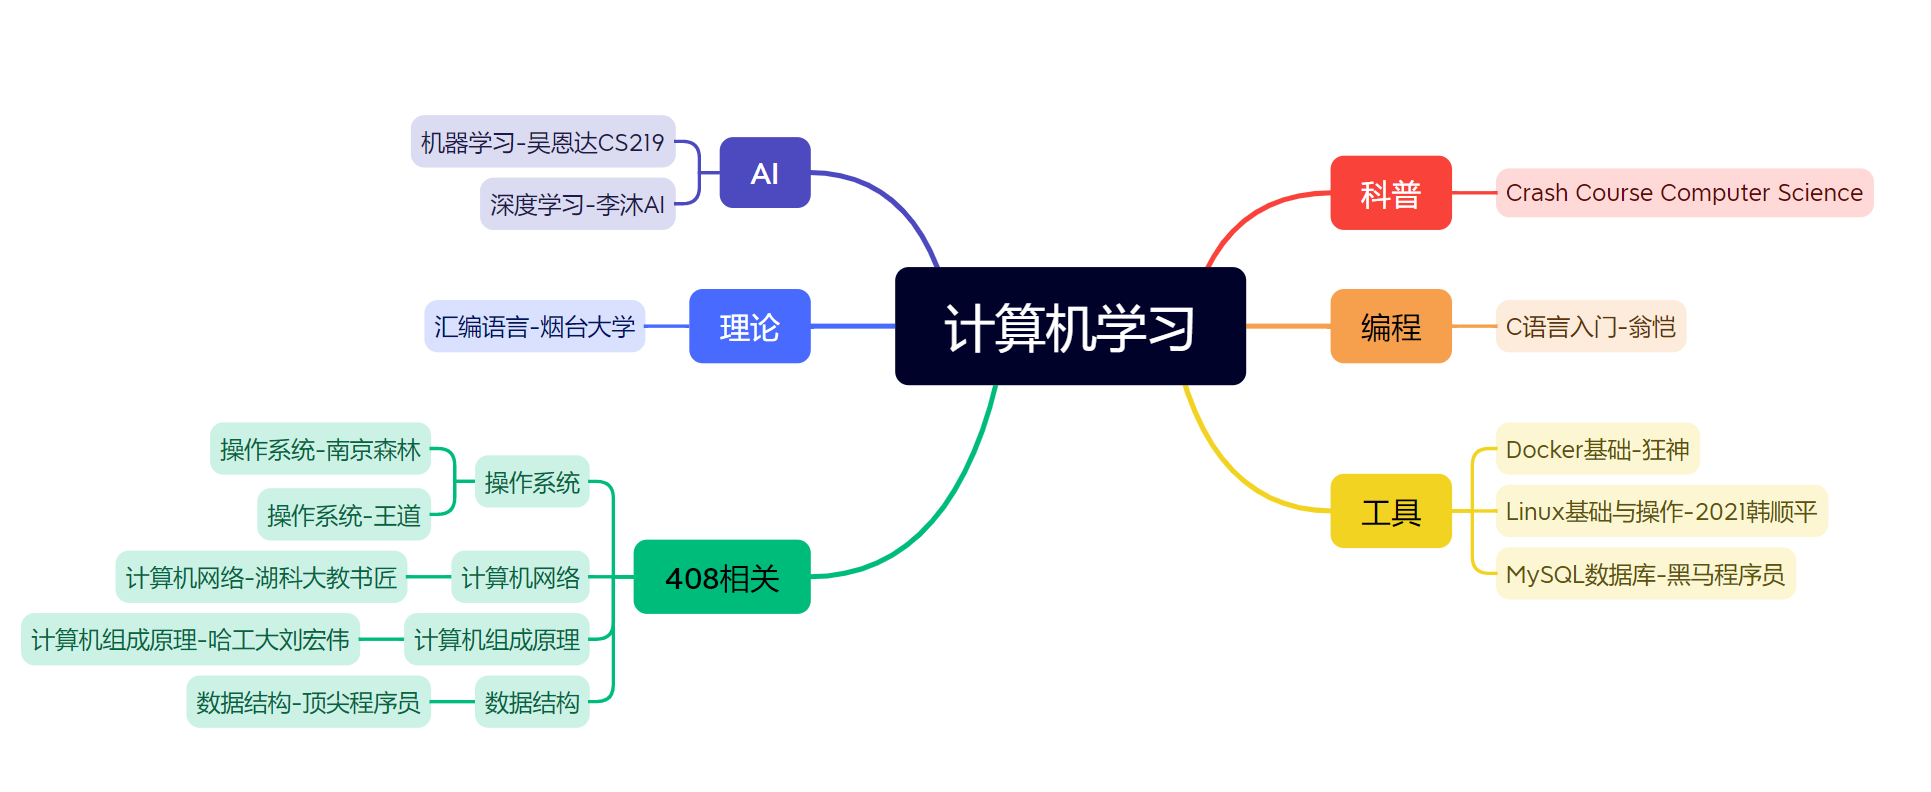 计算机学习
AI
机器学习-吴恩达CS219
深度学习-李沐AI
理论
汇编语言-烟台大学
408相关
操作系统
操作系统-南京森林
操作系统-王道
计算机网络
计算机网络-湖科大教书匠
计算机组成原理
计算机组成原理-哈工大刘宏伟
数据结构
数据结构-顶尖程序员
科普
Crash Course Computer Science
编程
C语言入门-翁恺
工具
Docker基础-狂神
Linux基础与操作-2021韩顺平
MySQL数据库-黑马程序员